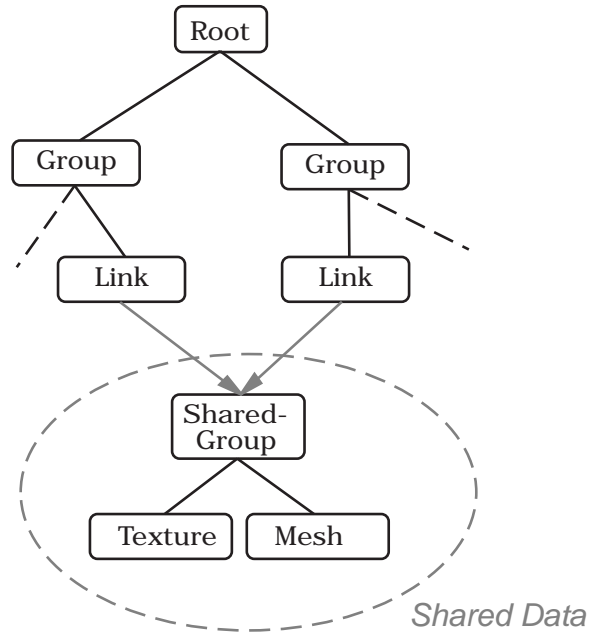 Root
Group
Group
Link
Link
Shared-
Group
Texture
Mesh
Shared Data